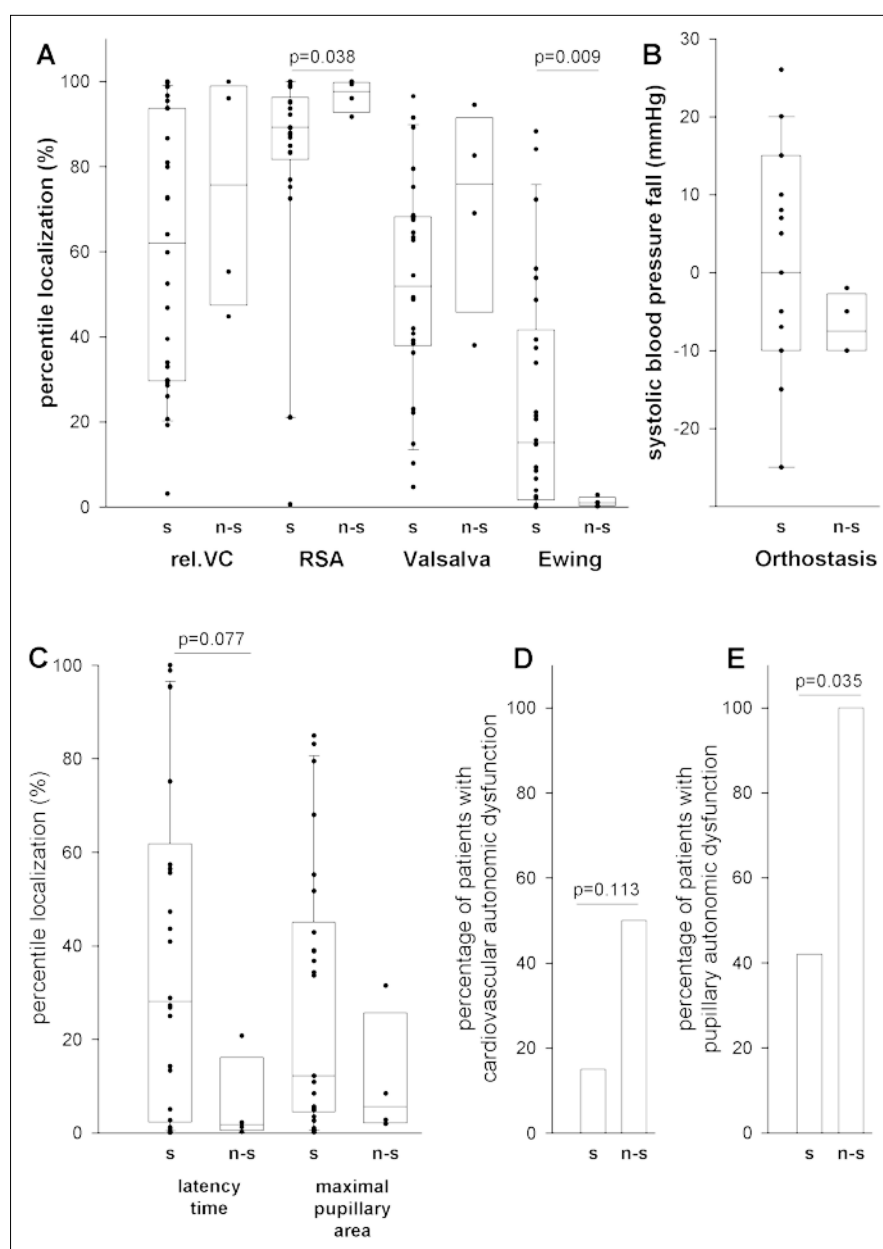 A
p=0.038
p=0.009
percentile localization (%)
100
80
60
40
20
0
s n-s s n-s s n-s s n-s
rel.VC RSA Valsalva Ewing
B
systolic blood pressure fall (mmHg)
30
20
10
0
-10
-20
s n-s
Orthostasis
C
p=0.077
percentile localization (%)
100
80
60
40
20
0
s n-s s n-s
latency maximal
time pupillary
area
D
percentage of patients with
cardiovascular autonomic dysfunction
100
80
60
40
20
0
p=0.113
s n-s
E
percentage of patients with
pupillary autonomic dysfunction
p=0.035
100
80
60
40
20
0
s n-s